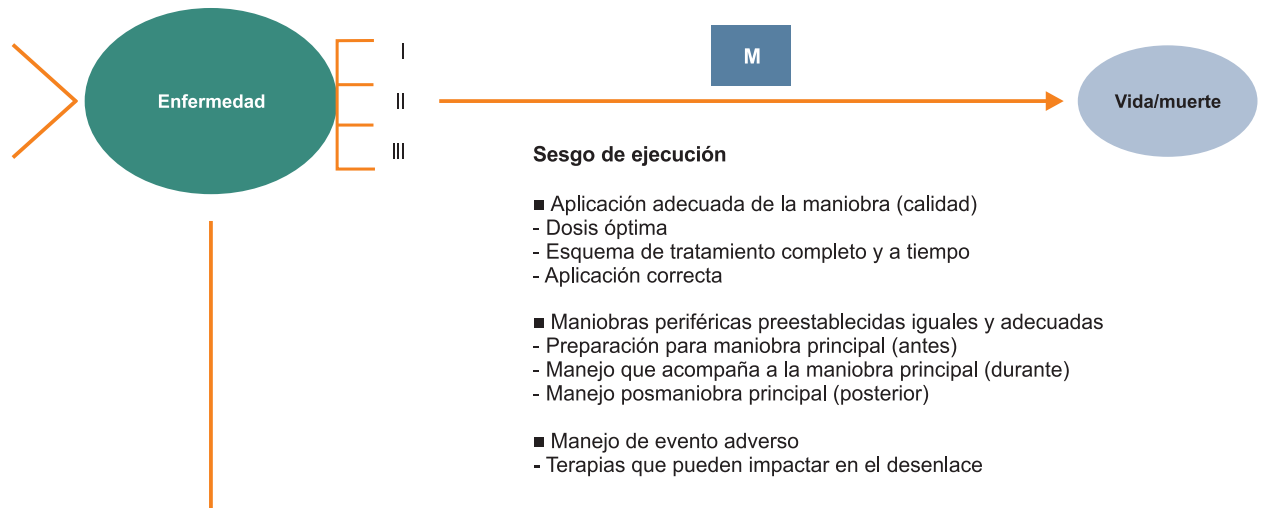 Enfermedad
I
II
III
M
Vida/muerte
Sesgo de ejecución
■ Aplicación adecuada de la maniobra (calidad)
- Dosis óptima
- Esquema de tratamiento completo y a tiempo
- Aplicación correcta
■ Maniobras periféricas preestablecidas iguales y adecuadas
- Preparación para maniobra principal (antes)
- Manejo que acompaña a la maniobra principal (durante)
- Manejo posmaniobra principal (posterior)
■ Manejo de evento adverso
- Terapias que pueden impactar en el desenlace